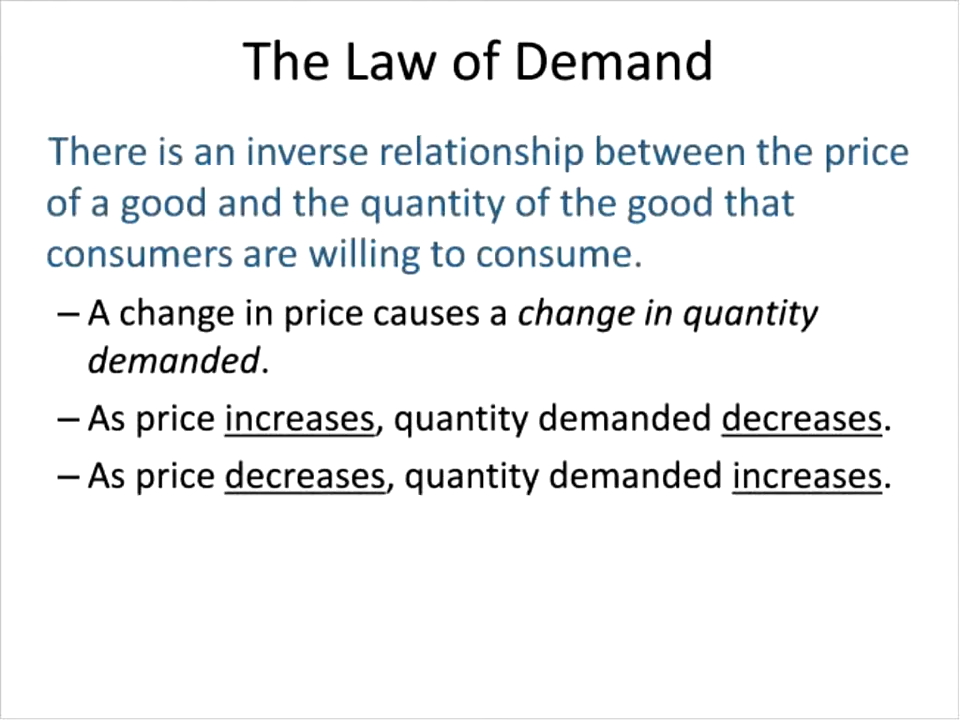 The Law of Demand
There is an inverse relationship between the price
of a good and the quantity of the good that
consumers are willing to consume.
– A change in price causes a change in quantity
demanded.
– As price increases, quantity demanded decreases.
– As price decreases, quantity demanded increases.